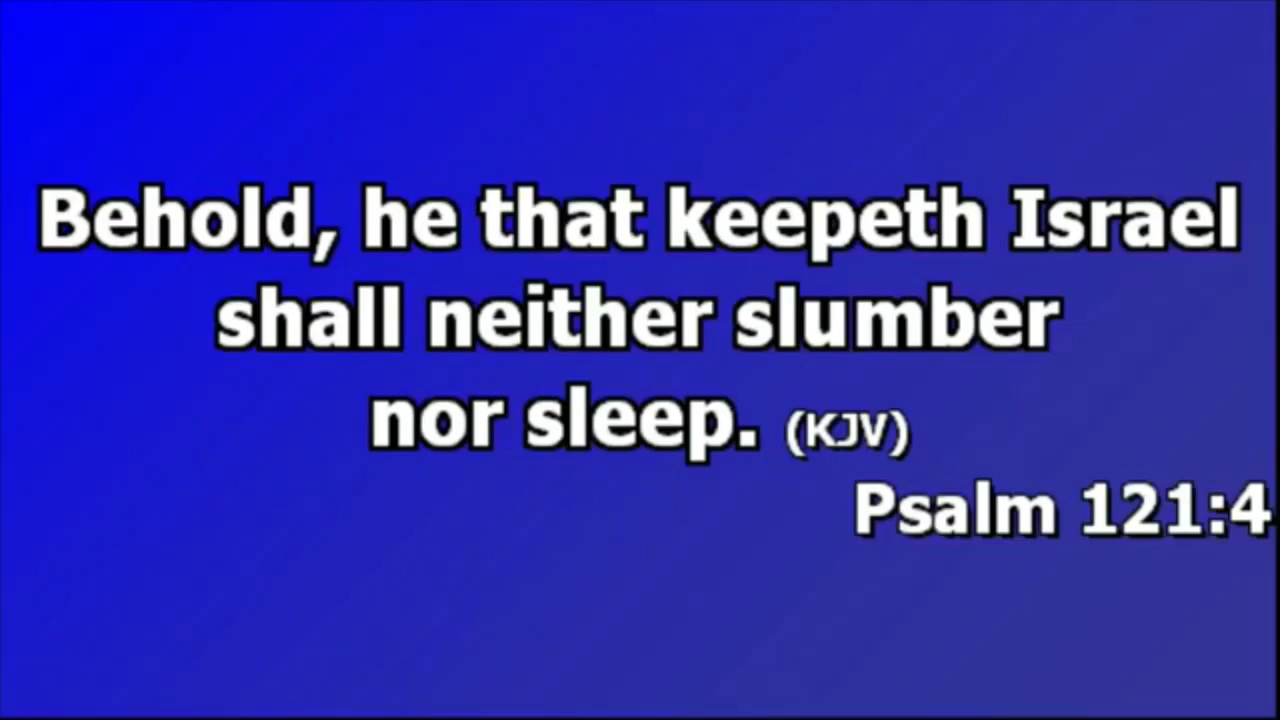 Behold, he that keepeth Israel
shall neither slumber
nor sleep. (KJV)
Psalm 121:4